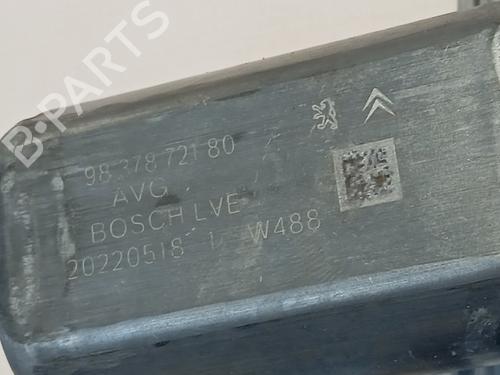 B-PARTS
98 378 721 80
AVG
BOSCH LVE
20220518 1 W488